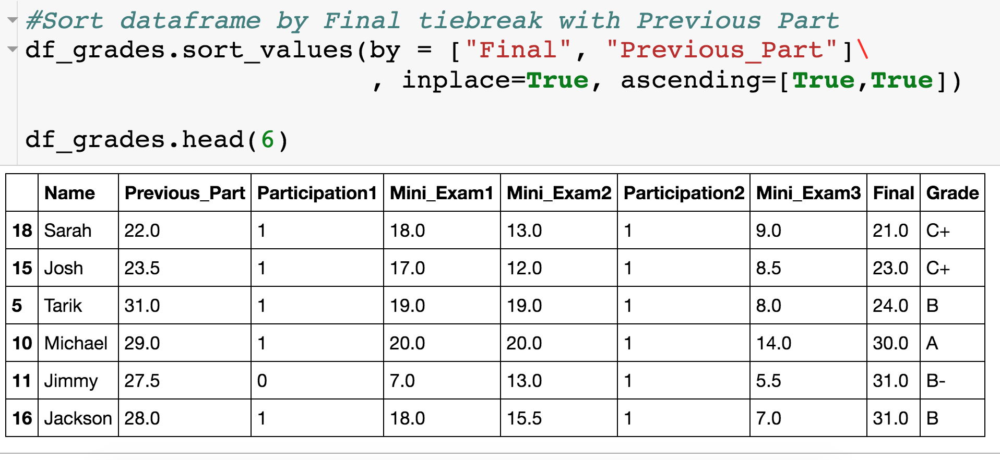 #Sort dataframe by Final tiebreak with Previous Part
df_grades.sort_values(by = ["Final", "Previous_Part"]\
, inplace=True, ascending=[True,True])
df_grades.head(6)
Name Previous_Part Participation1 Mini_Exam1 Mini_Exam2 Participation2 Mini_Exam3 Final Grade
18 Sarah 22.0 1 18.0 13.0 1 9.0 21.0 C+
15 Josh 23.5 1 17.0 12.0 1 8.5 23.0 C+
5 Tarik 31.0 1 19.0 19.0 1 8.0 24.0 B
10 Michael 29.0 1 20.0 20.0 1 14.0 30.0 A
11 Jimmy 27.5 0 7.0 13.0 1 5.5 31.0 B-
16 Jackson 28.0 1 18.0 15.5 1 7.0 31.0 B